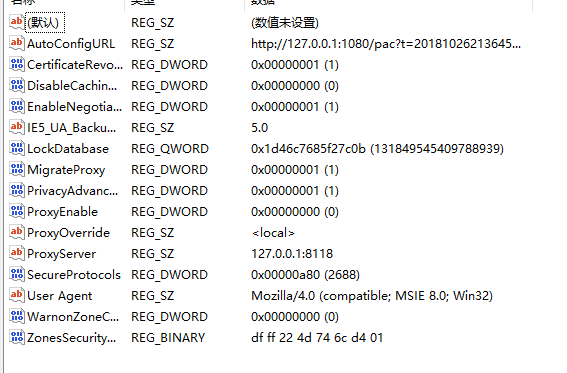 名称 类型 数据
(默认) REG_SZ (数值未设置)
AutoConfigURL REG_SZ http://127.0.0.1:1080/pac?t=20181026213645...
CertificateRevo... REG_DWORD 0x00000001 (1)
DisableCachin... REG_DWORD 0x00000000 (0)
EnableNegotia... REG_DWORD 0x00000001 (1)
IE5_UA_Backu... REG_SZ 5.0
LockDatabase REG_QWORD 0x1d46c7685f27c0b (131849545409788939)
MigrateProxy REG_DWORD 0x00000001 (1)
PrivacyAdvanc... REG_DWORD 0x00000001 (1)
ProxyEnable REG_DWORD 0x00000000 (0)
ProxyOverride REG_SZ <local>
ProxyServer REG_SZ 127.0.0.1:8118
SecureProtocols REG_DWORD 0x00000a80 (2688)
User Agent REG_SZ Mozilla/4.0 (compatible; MSIE 8.0; Win32)
WarnonZoneC... REG_DWORD 0x00000000 (0)
ZonesSecurity... REG_BINARY df ff 22 4d 74 6c d4 01